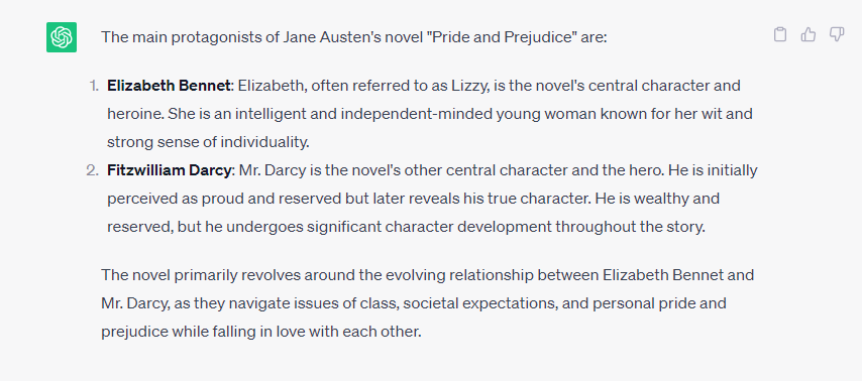 The main protagonists of Jane Austen's novel "Pride and Prejudice" are:
1. Elizabeth Bennet: Elizabeth, often referred to as Lizzy, is the novel's central character and
heroine. She is an intelligent and independent-minded young woman known for her wit and
strong sense of individuality.
2. Fitzwilliam Darcy: Mr. Darcy is the novel's other central character and the hero. He is initially
perceived as proud and reserved but later reveals his true character. He is wealthy and
reserved, but he undergoes significant character development throughout the story.
The novel primarily revolves around the evolving relationship between Elizabeth Bennet and
Mr. Darcy, as they navigate issues of class, societal expectations, and personal pride and
prejudice while falling in love with each other.